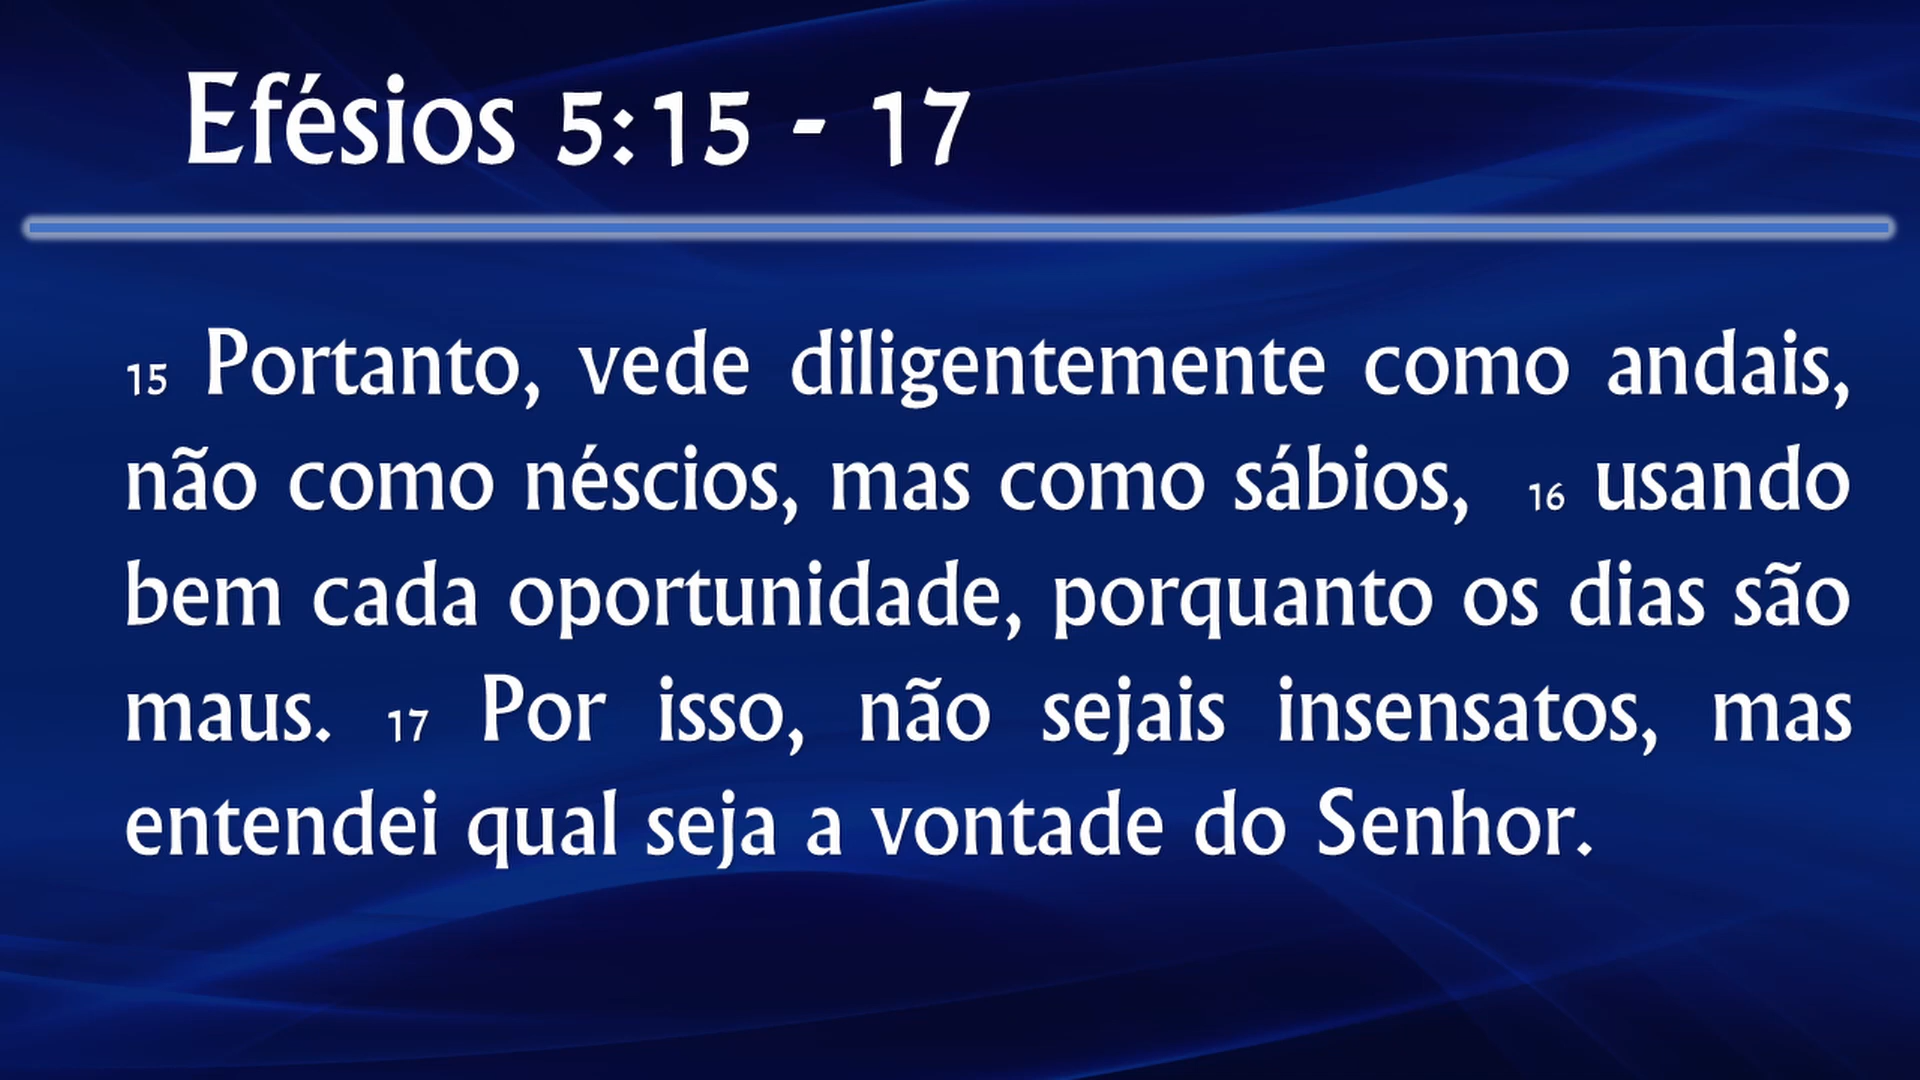 Efésios 5:15 - 17
15 Portanto, vede diligentemente como andais,
não como néscios, mas como sábios, 16 usando
bem cada oportunidade, porquanto os dias são
maus. 17 Por isso, não sejais insensatos, mas
entendei qual seja a vontade do Senhor.